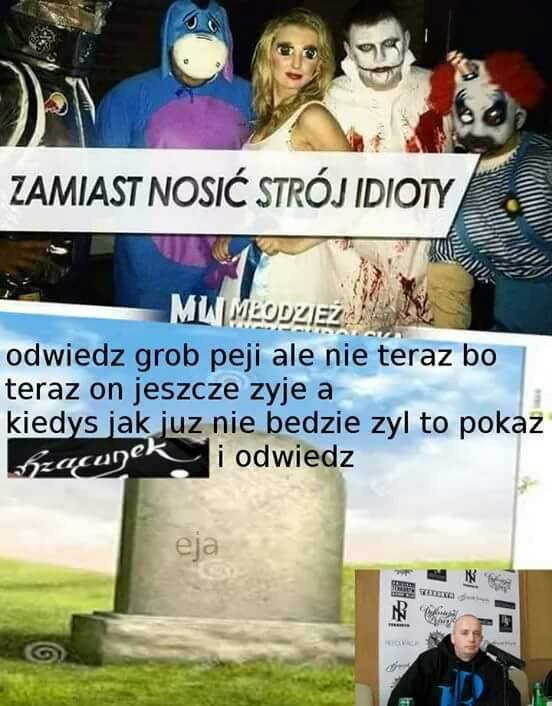 ZAMIAST NOSIĆ STRÓJ IDIOTY
MW MŁODZIEŻ
odwiedz grob peji ale nie teraz bo
teraz on jeszcze zyje a
kiedys jak juz nie bedzie zyl to pokaz
szacunek i odwiedz
eja
TERRORYM